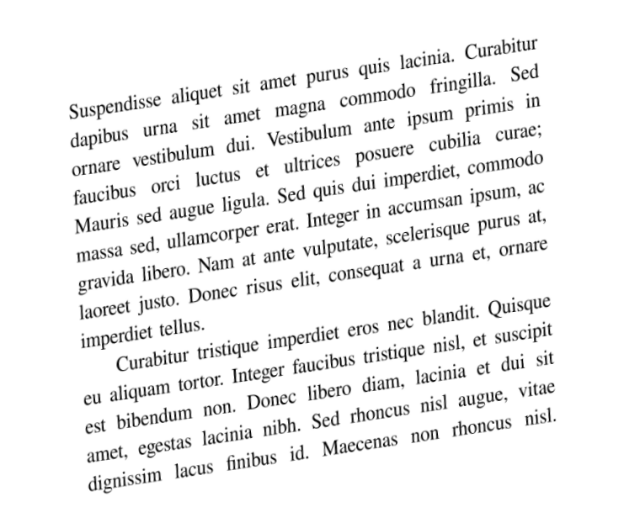 Suspendisse aliquet sit amet purus quis lacinia. Curabitur
dapibus urna sit amet magna commodo fringilla. Sed
ornare vestibulum dui. Vestibulum ante ipsum primis in
faucibus orci luctus et ultrices posuere cubilia curae;
Mauris sed augue ligula. Sed quis dui imperdiet, commodo
massa sed, ullamcorper erat. Integer in accumsan ipsum, ac
gravida libero. Nam at ante vulputate, scelerisque purus at,
laoreet justo. Donec risus elit, consequat a urna et, ornare
imperdiet tellus.
Curabitur tristique imperdiet eros nec blandit. Quisque
eu aliquam tortor. Integer faucibus tristique nisl, et suscipit
est bibendum non. Donec libero diam, lacinia et dui sit
amet, egestas lacinia nibh. Sed rhoncus nisl augue, vitae
dignissim lacus finibus id. Maecenas non rhoncus nisl.